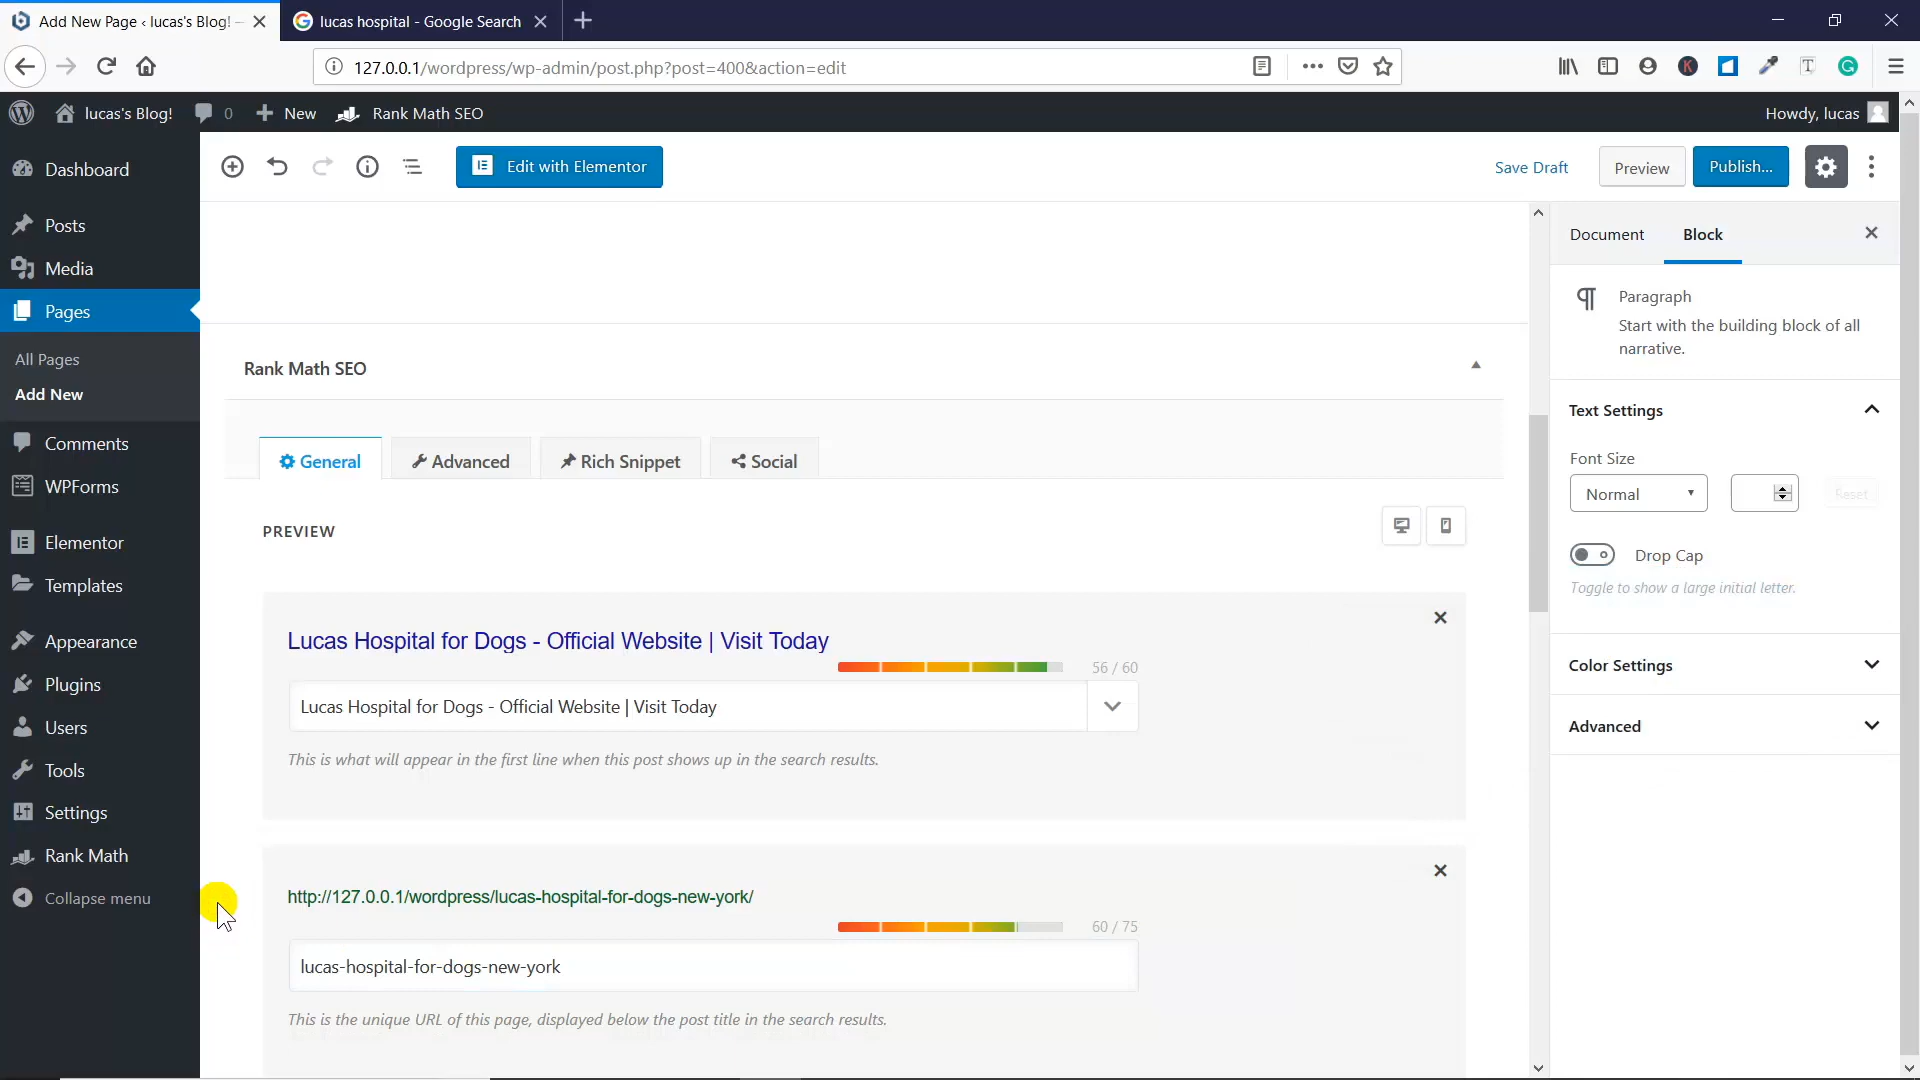 Add New Page ‹ lucas's Blog! –
lucas hospital - Google Search
127.0.0.1/wordpress/wp-admin/post.php?post=400&action=edit
lucas's Blog!
0
New
Rank Math SEO
Howdy, lucas
Dashboard
Posts
Media
Pages
All Pages
Add New
Comments
WPForms
Elementor
Templates
Appearance
Plugins
Users
Tools
Settings
Rank Math
Collapse menu
Edit with Elementor
Save Draft
Preview
Publish...
Rank Math SEO
General
Advanced
Rich Snippet
Social
PREVIEW
Lucas Hospital for Dogs - Official Website | Visit Today
56 / 60
Lucas Hospital for Dogs - Official Website | Visit Today
This is what will appear in the first line when this post shows up in the search results.
http://127.0.0.1/wordpress/lucas-hospital-for-dogs-new-york/
60 / 75
lucas-hospital-for-dogs-new-york
This is the unique URL of this page, displayed below the post title in the search results.
Document
Block
Paragraph
Start with the building block of all
narrative.
Text Settings
Font Size
Normal
Reset
Drop Cap
Toggle to show a large initial letter.
Color Settings
Advanced